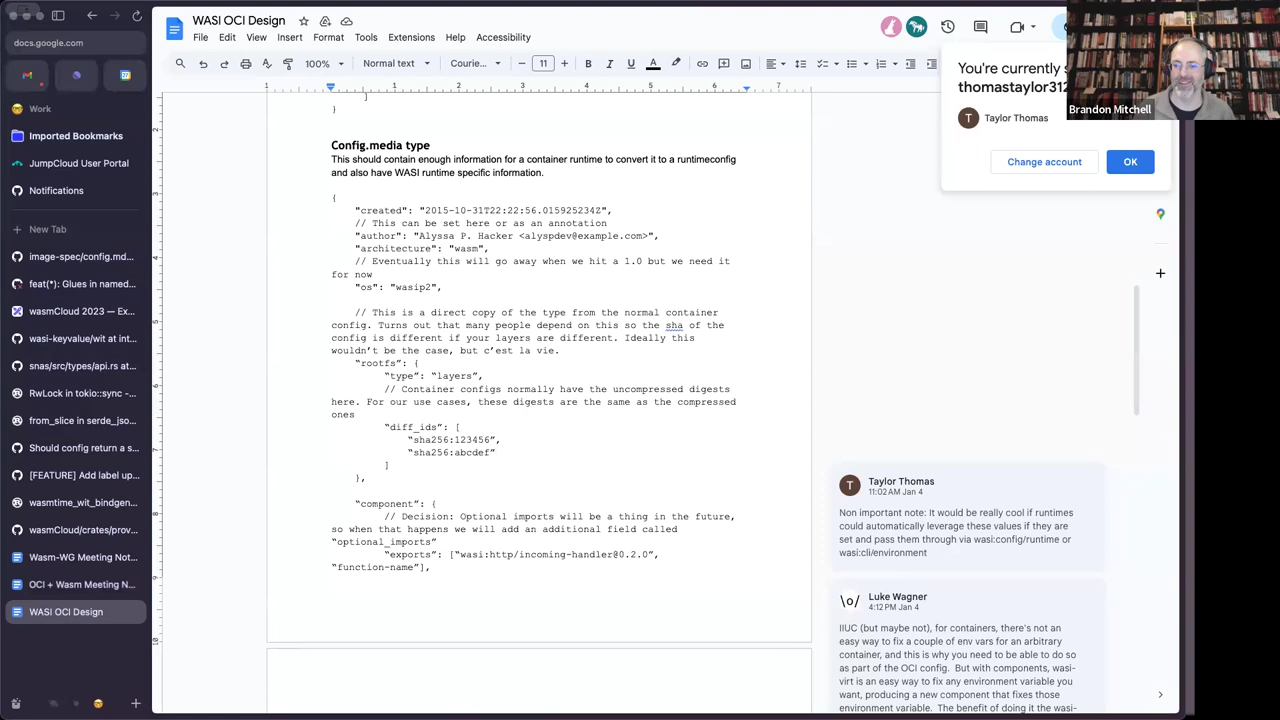 docs.google.com
Work
Imported Bookmarks
JumpCloud User Portal
Notifications
New Tab
image-spec/config.md...
feat(*): Glues in named...
wasmCloud 2023 — Ex...
wasi-keyvalue/wit at int...
snas/src/types/api.rs at...
RwLock in tokio::sync -...
from_slice in serde_jso...
Should config return a s...
[FEATURE] Add label up...
wasmtime_wit_bindgen...
wasmCloud/crates/prov...
Wasm-WG Meeting Not...
OCI + Wasm Meeting N...
WASI OCI Design
WASI OCI Design
File Edit View Insert Format Tools Extensions Help Accessibility
100% Normal text Courie... 11
1 1 2 3 4 5 6 7
]
}
Config.media type
This should contain enough information for a container runtime to convert it to a runtimeconfig
and also have WASI runtime specific information.
{
"created": "2015-10-31T22:22:56.015925234Z",
// This can be set here or as an annotation
"author": "Alyssa P. Hacker <alyspdev@example.com>",
"architecture": "wasm",
// Eventually this will go away when we hit a 1.0 but we need it
for now
"os": "wasip2",
// This is a direct copy of the type from the normal container
config. Turns out that many people depend on this so the sha of the
config is different if your layers are different. Ideally this
wouldn't be the case, but c'est la vie.
“rootfs”: {
“type”: “layers”,
// Container configs normally have the uncompressed digests
here. For our use cases, these digests are the same as the compressed
ones
“diff_ids”: [
“sha256:123456”,
“sha256:abcdef”
]
},
“component”: {
// Decision: Optional imports will be a thing in the future,
so when that happens we will add an additional field called
“optional_imports”
“exports”: [“wasi:http/incoming-handler@0.2.0”,
“function-name”],
You're currently s
thomastaylor312
T Taylor Thomas
Change account OK
Brandon Mitchell
T Taylor Thomas
11:02 AM Jan 4
Non important note: It would be really cool if runtimes
could automatically leverage these values if they are
set and pass them through via wasi:config/runtime or
wasi:cli/environment
\o/ Luke Wagner
4:12 PM Jan 4
IIUC (but maybe not), for containers, there's not an
easy way to fix a couple of env vars for an arbitrary
container, and this is why you need to be able to do so
as part of the OCI config. But with components, wasi-
virt is an easy way to fix any environment variable you
want, producing a new component that fixes those
environment variable. The benefit of doing it the wasi-